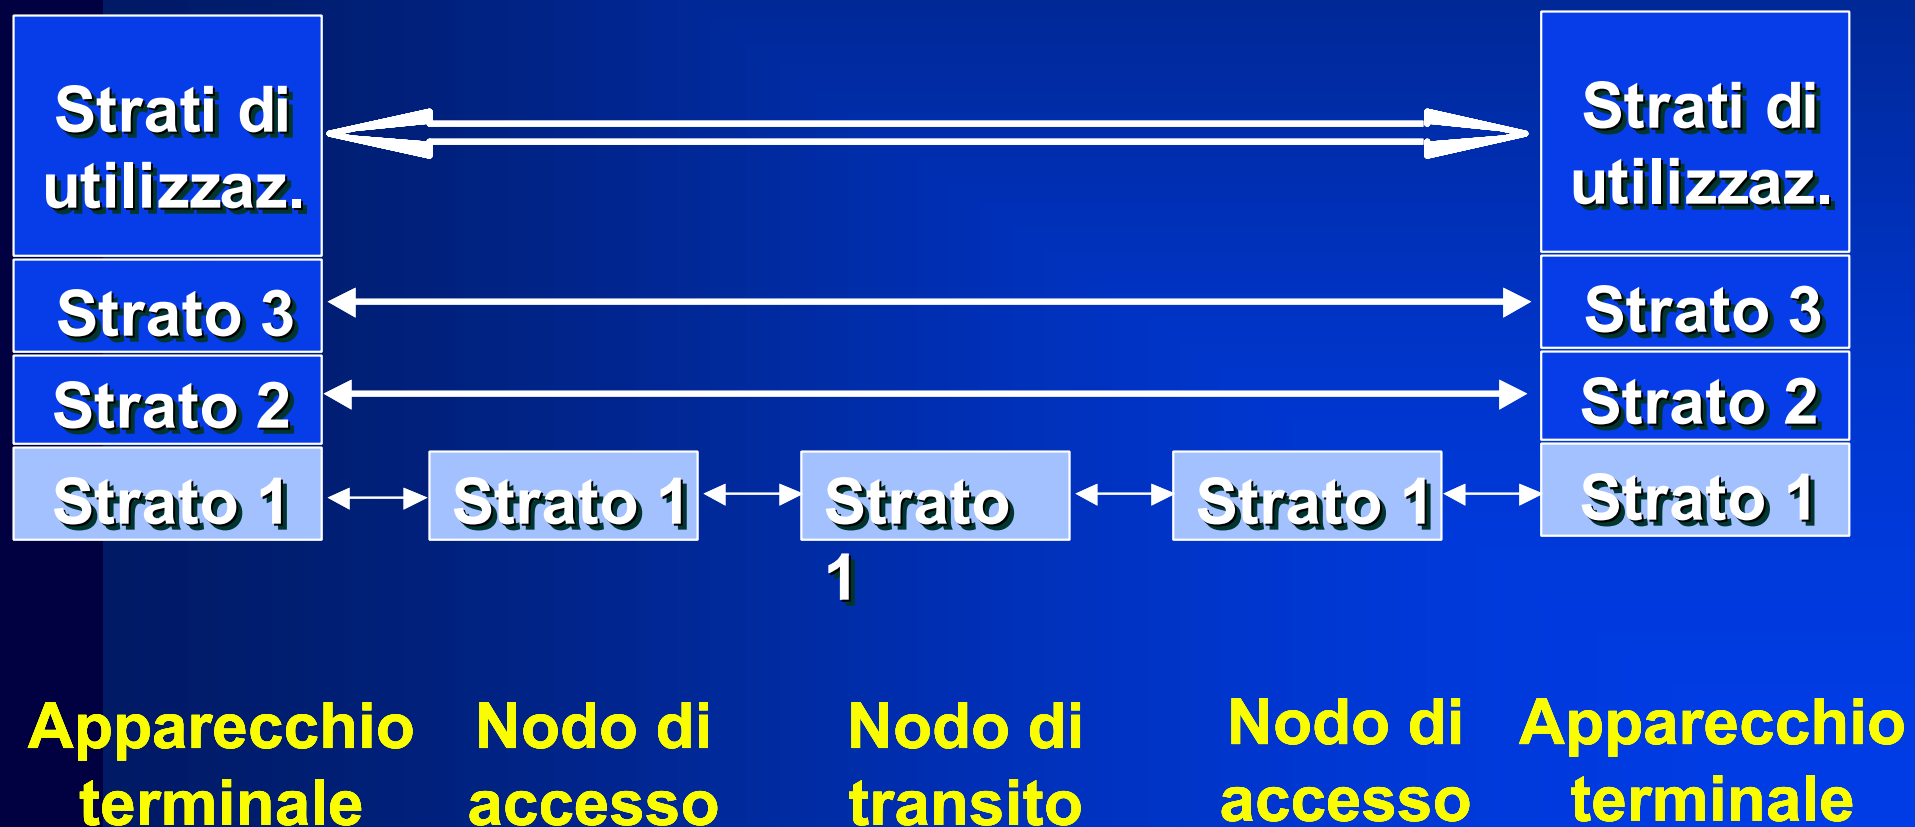 Strati di
utilizzaz.
Strati di
utilizzaz.
Strato 3
Strato 3
Strato 2
Strato 2
Strato 1
Strato 1
Strato
1
Strato 1
Strato 1
Apparecchio
terminale
Nodo di
accesso
Nodo di
transito
Nodo di
accesso
Apparecchio
terminale